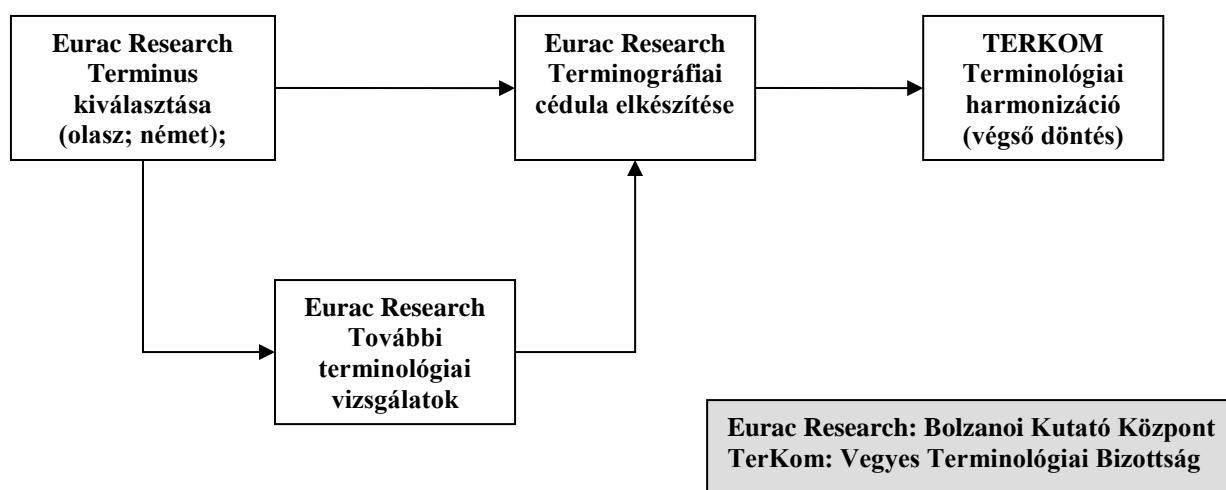 Eurac Research
Terminus
kiválasztása
(olasz; német);
Eurac Research
Terminográfiai
cédula elkészítése
TERKOM
Terminológiai
harmonizáció
(végső döntés)
Eurac Research
További
terminológiai
vizsgálatok
Eurac Research: Bolzanoi Kutató Központ
TerKom: Vegyes Terminológiai Bizottság